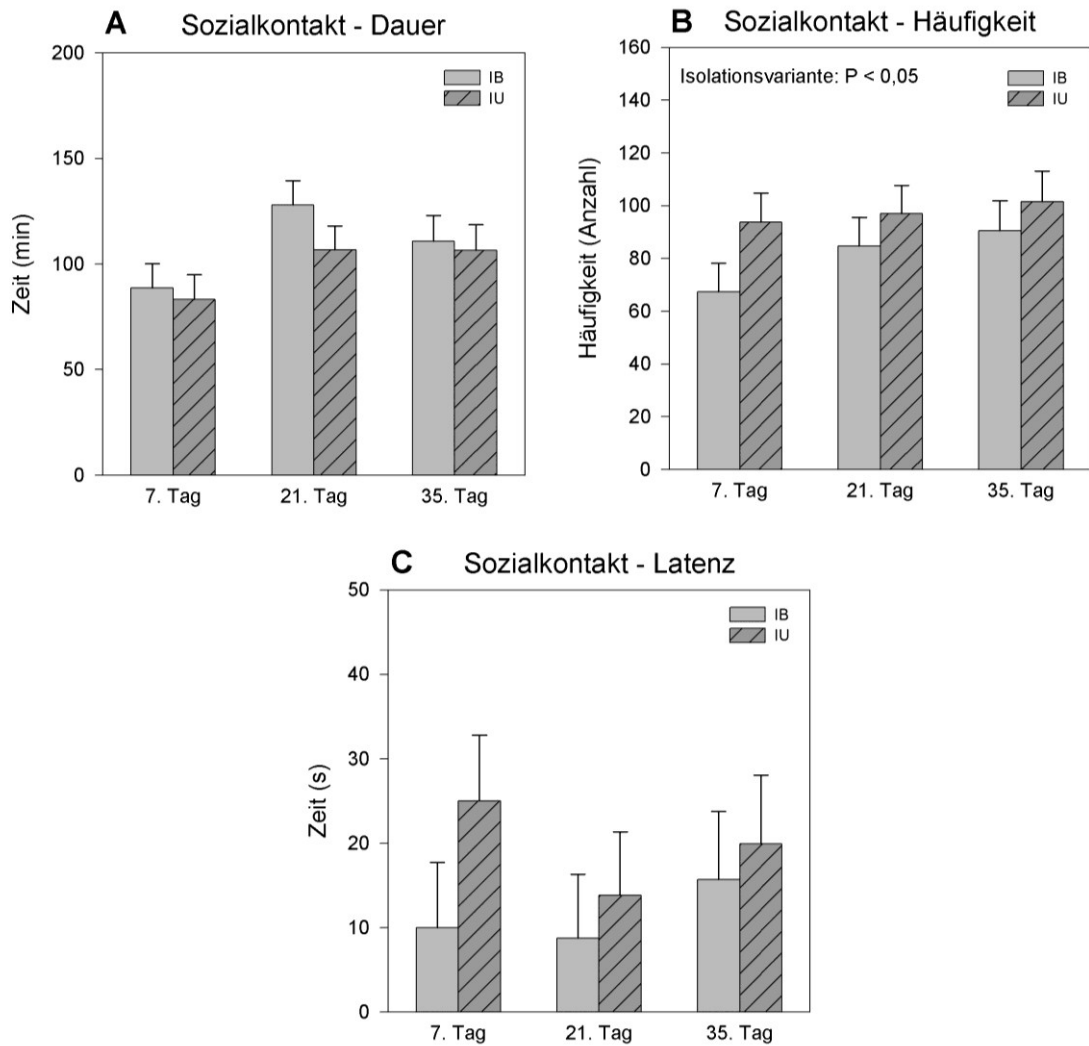 A Sozialkontakt - Dauer
200
150
100
50
0
Zeit (min)
IB
IU
7. Tag 21. Tag 35. Tag
B Sozialkontakt - Häufigkeit
160
140
120
100
80
60
40
20
0
Häufigkeit (Anzahl)
Isolationsvariante: P < 0,05
IB
IU
7. Tag 21. Tag 35. Tag
C Sozialkontakt - Latenz
50
40
30
20
10
0
Zeit (s)
IB
IU
7. Tag 21. Tag 35. Tag